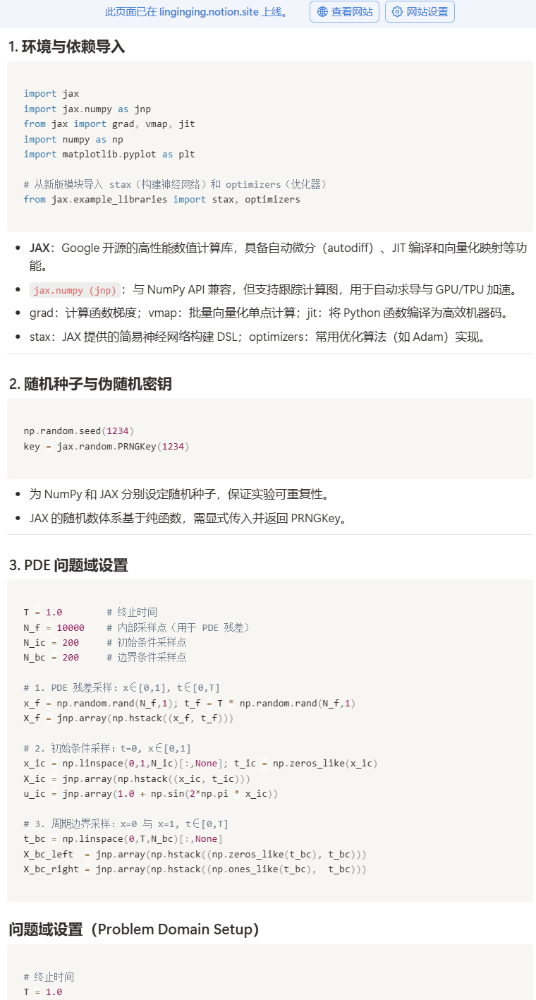 此页面已在 linginging.notion.site 上线。 查看网站 网站设置
1. 环境与依赖导入
import jax
import jax.numpy as jnp
from jax import grad, vmap, jit
import numpy as np
import matplotlib.pyplot as plt
# 从新版模块导入 stax（构建神经网络）和 optimizers（优化器）
from jax.example_libraries import stax, optimizers
• JAX：Google 开源的高性能数值计算库，具备自动微分（autodiff）、JIT 编译和向量化映射等功
能。
• jax.numpy (jnp)：与 NumPy API 兼容，但支持跟踪计算图，用于自动求导与 GPU/TPU 加速。
• grad：计算函数梯度；vmap：批量向量化单点计算；jit：将 Python 函数编译为高效机器码。
• stax：JAX 提供的简易神经网络构建 DSL；optimizers：常用优化算法（如 Adam）实现。
2. 随机种子与伪随机密钥
np.random.seed(1234)
key = jax.random.PRNGKey(1234)
• 为 NumPy 和 JAX 分别设定随机种子，保证实验可重复性。
• JAX 的随机数体系基于纯函数，需显式传入并返回 PRNGKey。
3. PDE 问题域设置
T = 1.0        # 终止时间
N_f = 10000    # 内部采样点（用于 PDE 残差）
N_ic = 200     # 初始条件采样点
N_bc = 200     # 边界条件采样点
# 1. PDE 残差采样：x∈[0,1], t∈[0,T]
x_f = np.random.rand(N_f,1); t_f = T * np.random.rand(N_f,1)
X_f = jnp.array(np.hstack((x_f, t_f)))
# 2. 初始条件采样：t=0, x∈[0,1]
x_ic = np.linspace(0,1,N_ic)[:,None]; t_ic = np.zeros_like(x_ic)
X_ic = jnp.array(np.hstack((x_ic, t_ic)))
u_ic = jnp.array(1.0 + np.sin(2*np.pi * x_ic))
# 3. 周期边界采样：x=0 与 x=1, t∈[0,T]
t_bc = np.linspace(0,T,N_bc)[:,None]
X_bc_left  = jnp.array(np.hstack((np.zeros_like(t_bc), t_bc)))
X_bc_right = jnp.array(np.hstack((np.ones_like(t_bc),  t_bc)))
问题域设置（Problem Domain Setup）
# 终止时间
T = 1.0